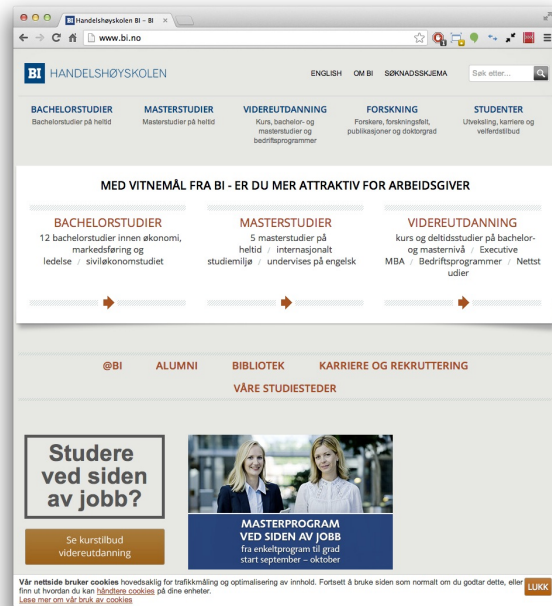 BI Handelshøyskolen BI – BI
www.bi.no
BI HANDELSHØYSKOLEN
ENGLISH OM BI SØKNADSSKJEMA Søk etter...
BACHELORSTUDIER
Bachelorstudier på heltid
MASTERSTUDIER
Masterstudier på heltid
VIDEREUTDANNING
Kurs, bachelor- og
masterstudier og
bedriftsprogrammer
FORSKNING
Forskere, forskningsfelt,
publikasjoner og doktorgrad
STUDENTER
Utveksling, karriere og
velferdstilbud
MED VITNEMÅL FRA BI - ER DU MER ATTRAKTIV FOR ARBEIDSGIVER
BACHELORSTUDIER
12 bachelorstudier innen økonomi,
markedsføring og
ledelse / siviløkonomstudiet
MASTERSTUDIER
5 masterstudier på
heltid / internasjonalt
studiemiljø / undervises på engelsk
VIDEREUTDANNING
kurs og deltidsstudier på bachelor-
og masternivå / Executive
MBA / Bedriftsprogrammer / Nettst
udier
@BI ALUMNI BIBLIOTEK KARRIERE OG REKRUTTERING
VÅRE STUDIESTEDER
Studere
ved siden
av jobb?
Se kurstilbud
videreutdanning
MASTERPROGRAM
VED SIDEN AV JOBB
fra enkeltprogram til grad
start september – oktober
Vår nettside bruker cookies hovedsaklig for trafikkmåling og optimalisering av innhold. Fortsett å bruke siden som normalt om du godtar dette, eller
finn ut hvordan du kan håndtere cookies på dine enheter.
Lese mer om vår bruk av cookies
LUKK